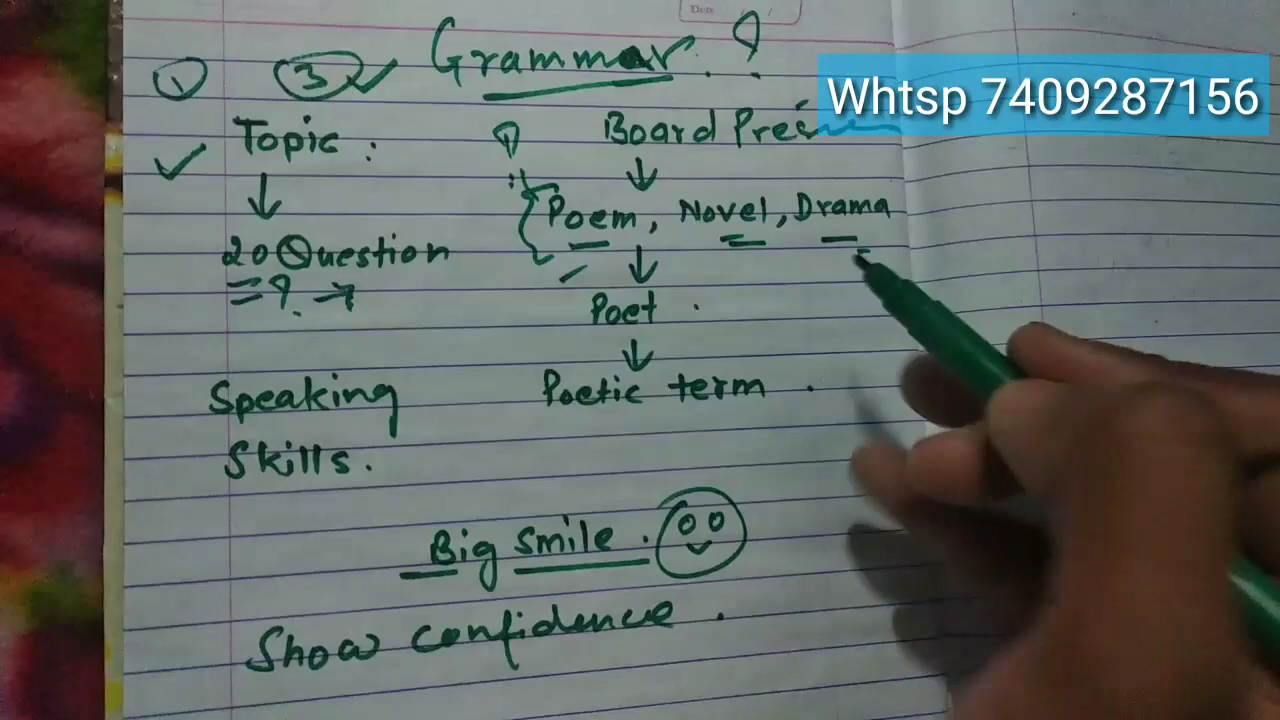 Date
Grammar. ?
1 3
Whtsp 7409287156
Topic : Board
Poem, Novel, Drama
20 Question
= ?
Poet .
Speaking Poetic term .
Skills.
Big smile .
Show confidence .